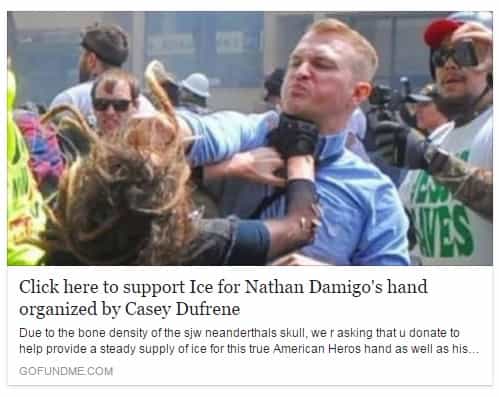 VES
Click here to support Ice for Nathan Damigo's hand
organized by Casey Dufrene
Due to the bone density of the sjw neanderthals skull, we r asking that u donate to
help provide a steady supply of ice for this true American Heros hand as well as his...
GOFUNDME.COM